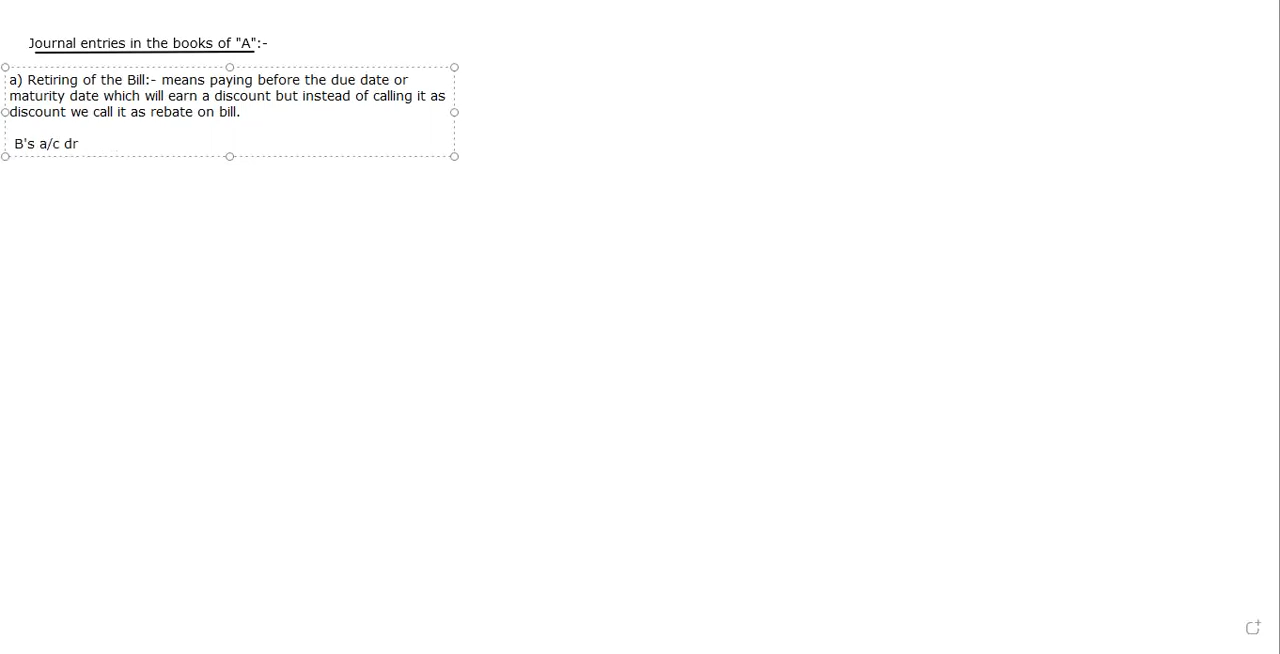 Journal entries in the books of "A":-
a) Retiring of the Bill:- means paying before the due date or
maturity date which will earn a discount but instead of calling it as
discount we call it as rebate on bill.
B's a/c dr